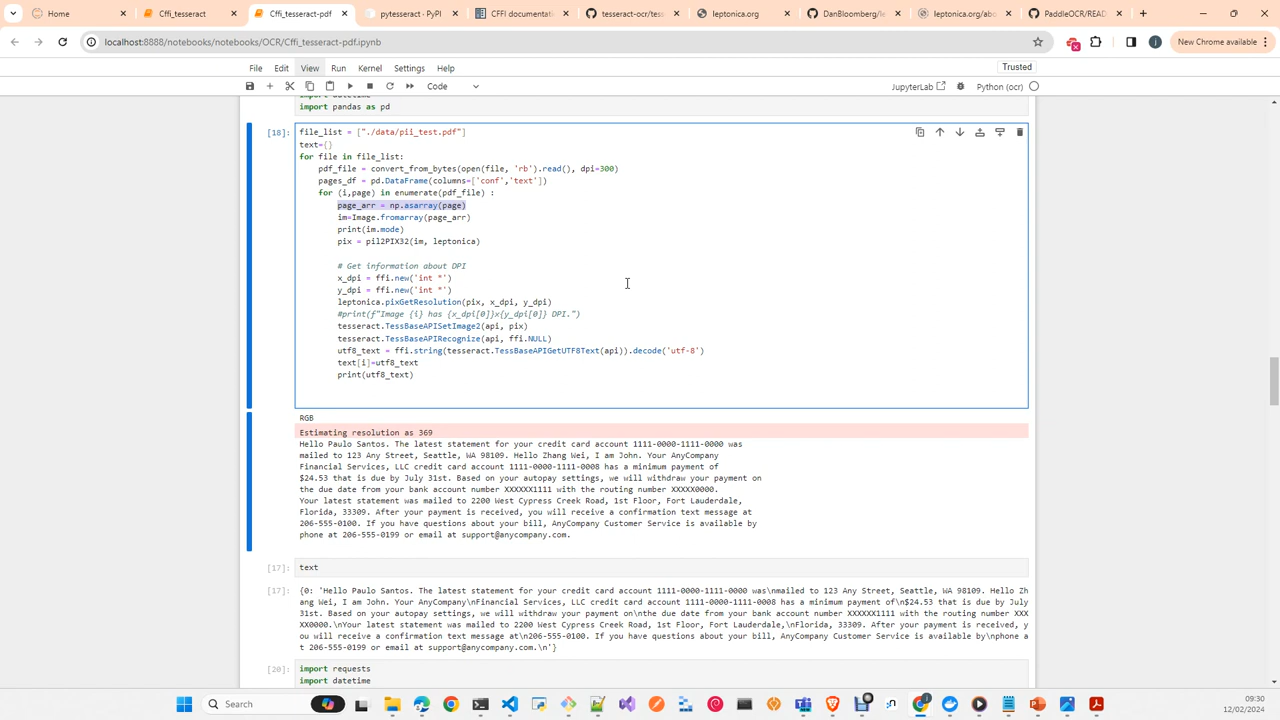 Home
Cffi_tesseract
Cffi_tesseract-pdf
pytesseract - PyPI
CFFI documentatio
tesseract-ocr/tess
leptonica.org
DanBloomberg/le
leptonica.org/abo
PaddleOCR/READ
localhost:8888/notebooks/notebooks/OCR/Cffi_tesseract-pdf.ipynb
New Chrome available
File Edit View Run Kernel Settings Help
Trusted
Code
JupyterLab
Python (ocr)
import pandas as pd
[18]: file_list = ["./data/pii_test.pdf"]
text={}
for file in file_list:
pdf_file = convert_from_bytes(open(file, 'rb').read(), dpi=300)
pages_df = pd.DataFrame(columns=['conf','text'])
for (i,page) in enumerate(pdf_file) :
page_arr = np.asarray(page)
im=Image.fromarray(page_arr)
print(im.mode)
pix = pil2PIX32(im, leptonica)
# Get information about DPI
x_dpi = ffi.new('int *')
y_dpi = ffi.new('int *')
leptonica.pixGetResolution(pix, x_dpi, y_dpi)
#print(f"Image {i} has {x_dpi[0]}x{y_dpi[0]} DPI.")
tesseract.TessBaseAPISetImage2(api, pix)
tesseract.TessBaseAPIRecognize(api, ffi.NULL)
utf8_text = ffi.string(tesseract.TessBaseAPIGetUTF8Text(api)).decode('utf-8')
text[i]=utf8_text
print(utf8_text)
RGB
Estimating resolution as 369
Hello Paulo Santos. The latest statement for your credit card account 1111-0000-1111-0000 was
mailed to 123 Any Street, Seattle, WA 98109. Hello Zhang Wei, I am John. Your AnyCompany
Financial Services, LLC credit card account 1111-0000-1111-0008 has a minimum payment of
$24.53 that is due by July 31st. Based on your autopay settings, we will withdraw your payment on
the due date from your bank account number XXXXXX1111 with the routing number XXXXX0000.
Your latest statement was mailed to 2200 West Cypress Creek Road, 1st Floor, Fort Lauderdale,
Florida, 33309. After your payment is received, you will receive a confirmation text message at
206-555-0100. If you have questions about your bill, AnyCompany Customer Service is available by
phone at 206-555-0199 or email at support@anycompany.com.
[17]: text
[17]: {0: 'Hello Paulo Santos. The latest statement for your credit card account 1111-0000-1111-0000 was\nmailed to 123 Any Street, Seattle, WA 98109. Hello Zh
ang Wei, I am John. Your AnyCompany\nFinancial Services, LLC credit card account 1111-0000-1111-0008 has a minimum payment of\n$24.53 that is due by July
31st. Based on your autopay settings, we will withdraw your payment on\nthe due date from your bank account number XXXXXX1111 with the routing number XXX
XX0000.\nYour latest statement was mailed to 2200 West Cypress Creek Road, 1st Floor, Fort Lauderdale,\nFlorida, 33309. After your payment is received, y
ou will receive a confirmation text message at\n206-555-0100. If you have questions about your bill, AnyCompany Customer Service is available by\nphone a
t 206-555-0199 or email at support@anycompany.com.\n'}
[20]: import requests
import datetime
Search
09:30
12/02/2024